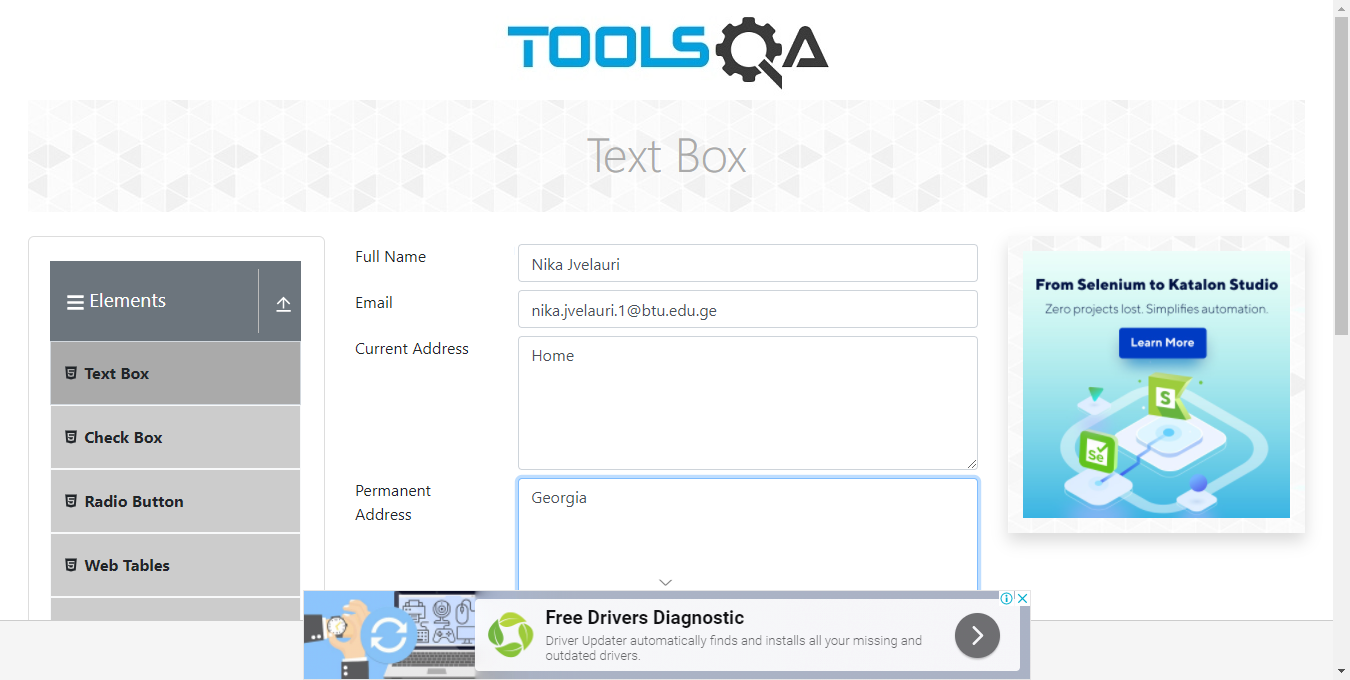 TOOLSQA
Text Box
Elements
Text Box
Check Box
Radio Button
Web Tables
Full Name
Nika Jvelauri
Email
nika.jvelauri.1@btu.edu.ge
Current Address
Home
Permanent
Address
Georgia
From Selenium to Katalon Studio
Zero projects lost. Simplifies automation.
Learn More
S
Se
Free Drivers Diagnostic
Driver Updater automatically finds and installs all your missing and
outdated drivers.